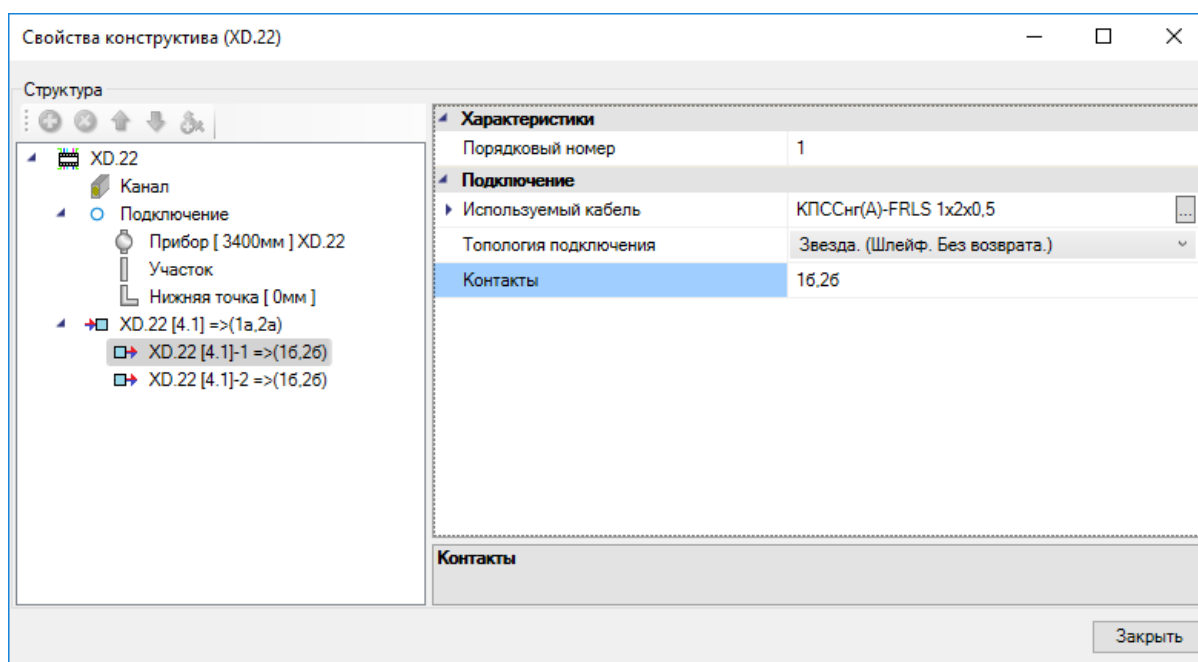 Свойства конструктива (XD.22)
Структура
XD.22
Канал
Подключение
Прибор [ 3400мм ] XD.22
Участок
Нижняя точка [ 0мм ]
XD.22 [4.1] =>(1а,2а)
XD.22 [4.1]-1 =>(1б,2б)
XD.22 [4.1]-2 =>(1б,2б)
Характеристики
Порядковый номер 1
Подключение
Используемый кабель КПССнг(А)-FRLS 1x2x0,5 ...
Топология подключения Звезда. (Шлейф. Без возврата.)
Контакты 1б,2б
Контакты
Закрыть